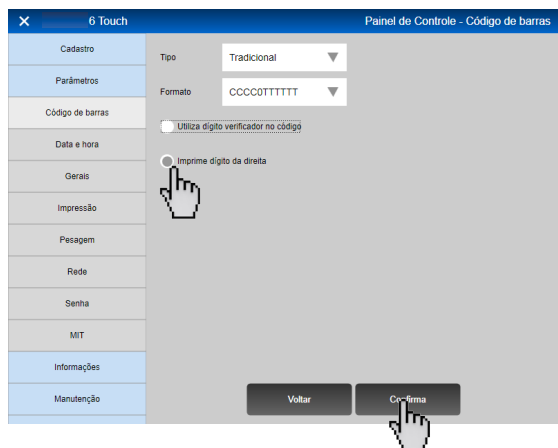 6 Touch
Painel de Controle - Código de barras
Cadastro
Parâmetros
Código de barras
Data e hora
Gerais
Impressão
Pesagem
Rede
Senha
MIT
Informações
Manutenção
Tipo
Tradicional
Formato
CCCC0TTTTTT
Utiliza dígito verificador no código
Imprime dígito da direita
Voltar
Confirma